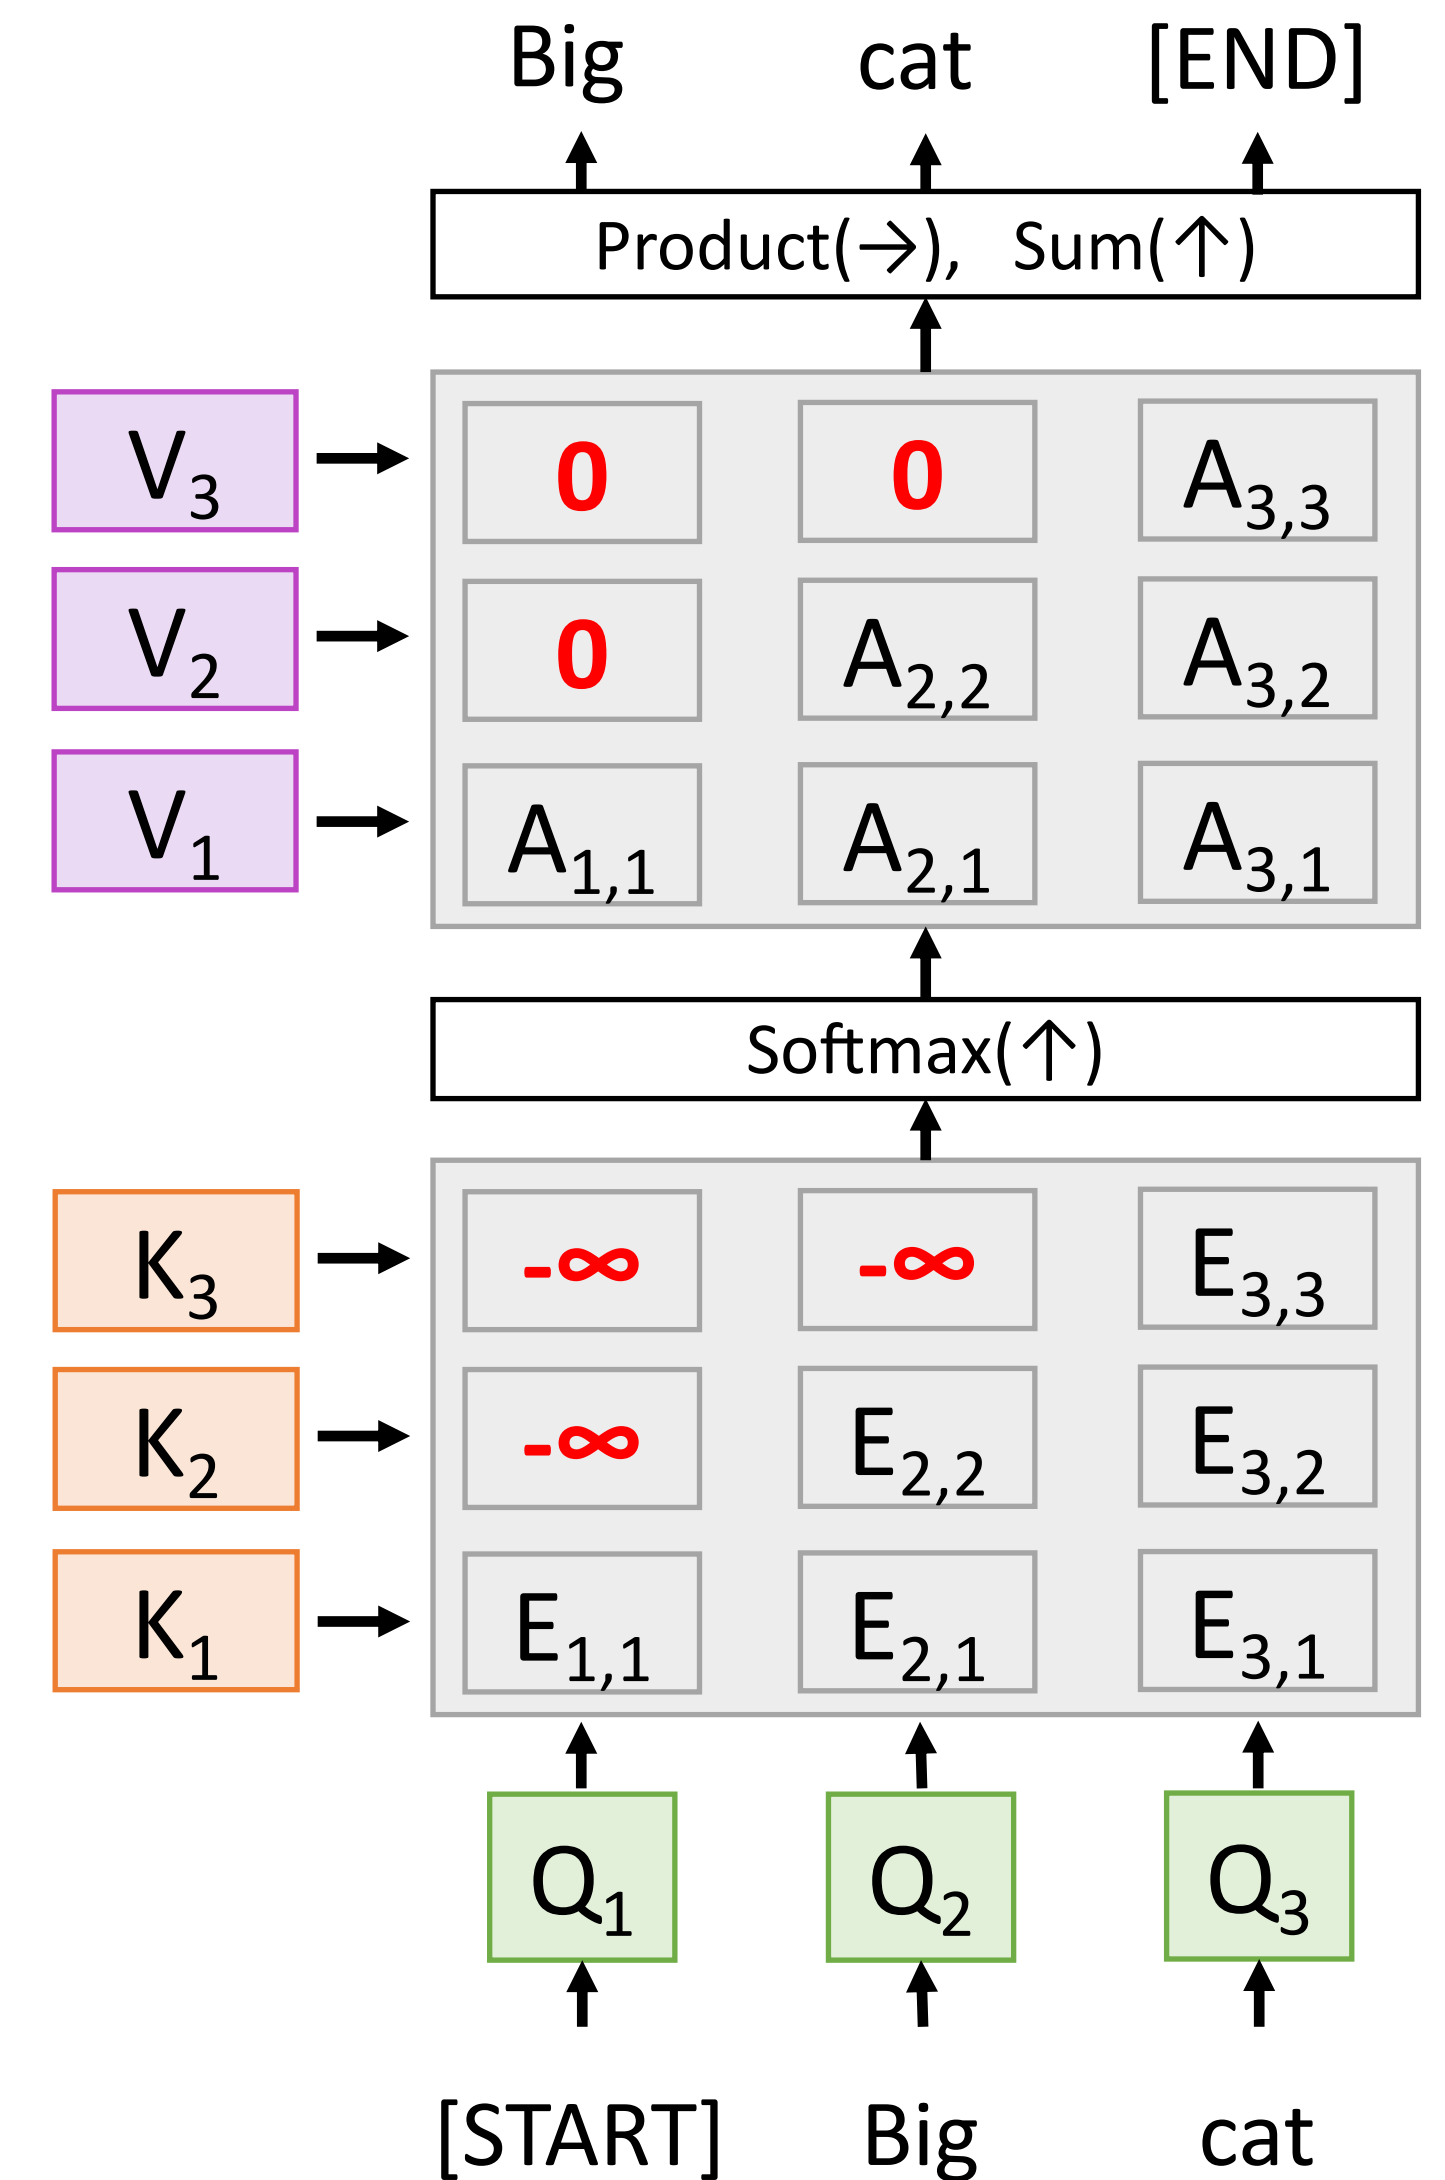 Big cat [END]
Product(→), Sum(↑)
V3 0 0 A3,3
V2 0 A2,2 A3,2
V1 A1,1 A2,1 A3,1
Softmax(↑)
K3 -∞ -∞ E3,3
K2 -∞ E2,2 E3,2
K1 E1,1 E2,1 E3,1
Q1 Q2 Q3
[START] Big cat